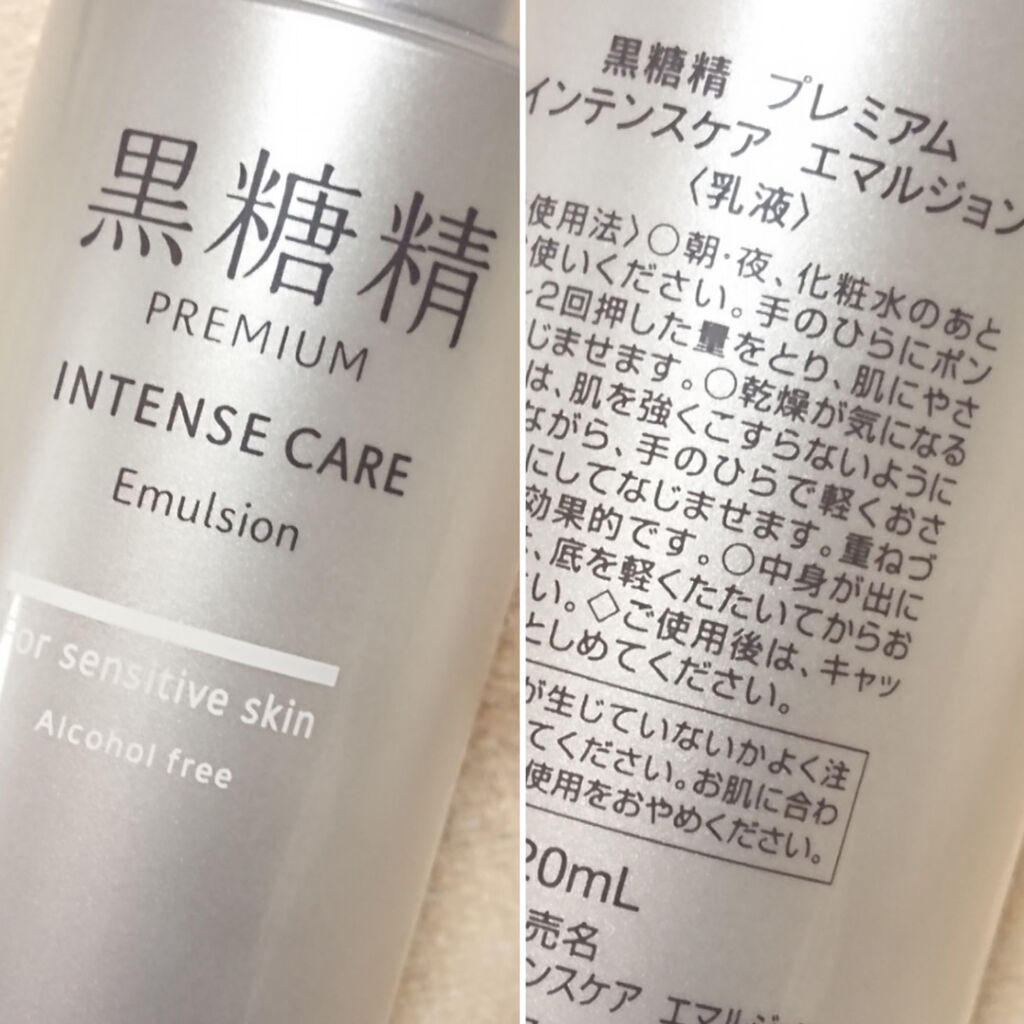 黒糖精
PREMIUM
INTENSE CARE
Emulsion
or sensitive skin
Alcohol free
黒糖精 プレミアム
インテンスケア エマルジョン
〈乳液〉
使用法〉○朝・夜、化粧水のあと
使いください。手のひらにポン
2回押した量をとり、肌にやさ
じませます。○乾燥が気になる
は、肌を強くこすらないように
ながら、手のひらで軽くおさ
にしてなじませます。重ねづ
効果的です。○中身が出に
、底を軽くたたいてからお
い。◇ご使用後は、キャッ
としめてください。
が生じていないかよく注
てください。お肌に合わ
使用をおやめください。
20mL
売名
ンスケア エマルジ